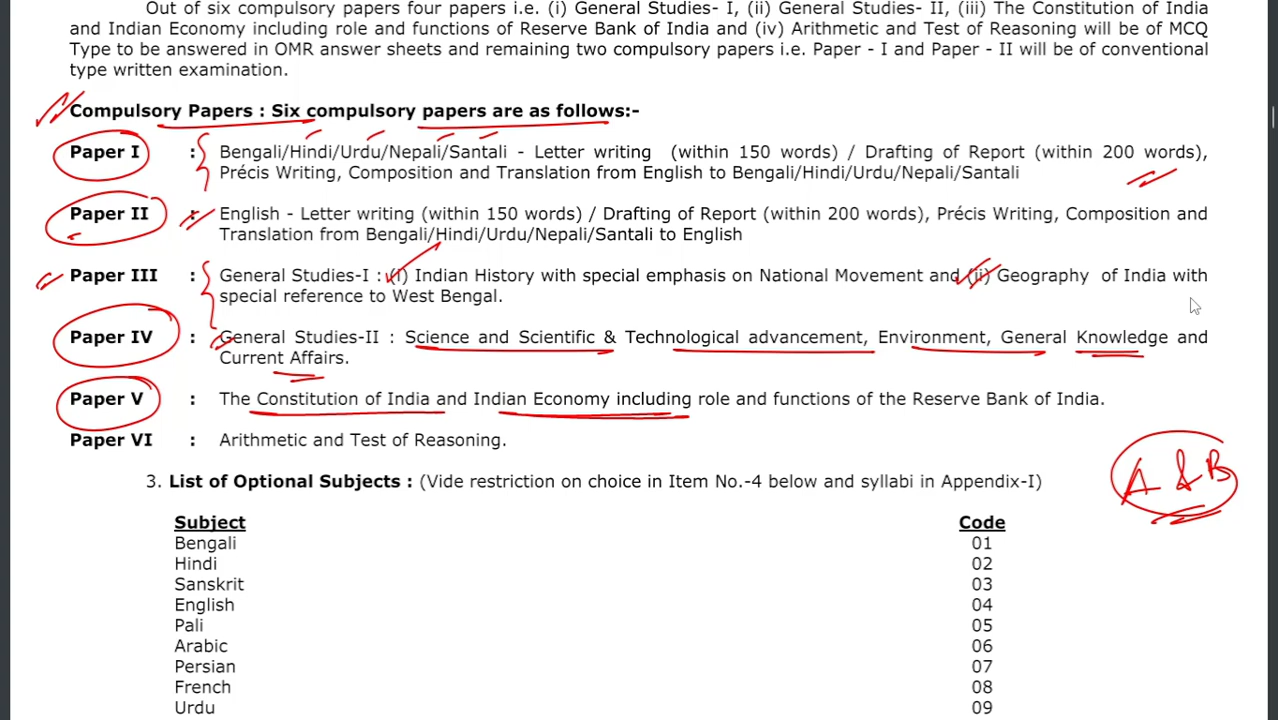 Out of six compulsory papers four papers i.e. (i) General Studies- I, (ii) General Studies- II, (iii) The Constitution of India
and Indian Economy including role and functions of Reserve Bank of India and (iv) Arithmetic and Test of Reasoning will be of MCQ
Type to be answered in OMR answer sheets and remaining two compulsory papers i.e. Paper - I and Paper - II will be of conventional
type written examination.
Compulsory Papers : Six compulsory papers are as follows:-
Paper I : Bengali/Hindi/Urdu/Nepali/Santali - Letter writing (within 150 words) / Drafting of Report (within 200 words),
Précis Writing, Composition and Translation from English to Bengali/Hindi/Urdu/Nepali/Santali
Paper II : English - Letter writing (within 150 words) / Drafting of Report (within 200 words), Précis Writing, Composition and
Translation from Bengali/Hindi/Urdu/Nepali/Santali to English
Paper III : General Studies-I : (i) Indian History with special emphasis on National Movement and (ii) Geography of India with
special reference to West Bengal.
Paper IV : General Studies-II : Science and Scientific & Technological advancement, Environment, General Knowledge and
Current Affairs.
Paper V : The Constitution of India and Indian Economy including role and functions of the Reserve Bank of India.
Paper VI : Arithmetic and Test of Reasoning.
A & B
3. List of Optional Subjects : (Vide restriction on choice in Item No.-4 below and syllabi in Appendix-I)
Subject Code
Bengali 01
Hindi 02
Sanskrit 03
English 04
Pali 05
Arabic 06
Persian 07
French 08
Urdu 09